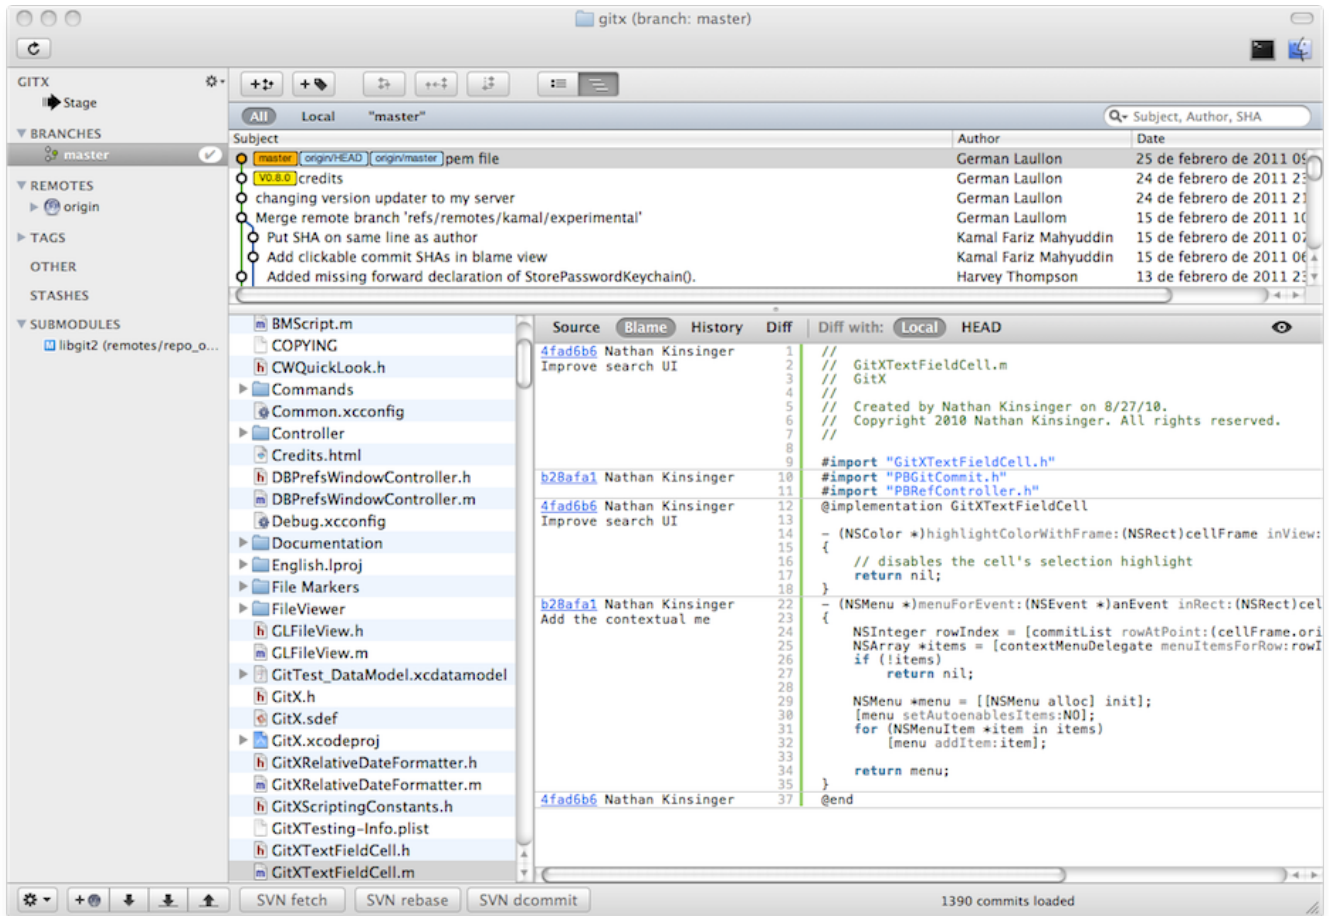 gitx (branch: master)
GITX
Stage
BRANCHES
master
REMOTES
origin
TAGS
OTHER
STASHES
SUBMODULES
libgit2 (remotes/repo_o...
All Local "master"
Subject, Author, SHA
Subject Author Date
master origin/HEAD origin/master pem file German Laullon 25 de febrero de 2011 09
V0.8.0 credits German Laullon 24 de febrero de 2011 23
changing version updater to my server German Laullon 24 de febrero de 2011 21
Merge remote branch 'refs/remotes/kamal/experimental' German Laullom 15 de febrero de 2011 10
Put SHA on same line as author Kamal Fariz Mahyuddin 15 de febrero de 2011 07
Add clickable commit SHAs in blame view Kamal Fariz Mahyuddin 15 de febrero de 2011 06
Added missing forward declaration of StorePasswordKeychain(). Harvey Thompson 13 de febrero de 2011 23
BMScript.m
COPYING
CWQuickLook.h
Commands
Common.xcconfig
Controller
Credits.html
DBPrefsWindowController.h
DBPrefsWindowController.m
Debug.xcconfig
Documentation
English.lproj
File Markers
FileViewer
GLFileView.h
GLFileView.m
GitTest_DataModel.xcdatamodel
GitX.h
GitX.sdef
GitX.xcodeproj
GitXRelativeDateFormatter.h
GitXRelativeDateFormatter.m
GitXScriptingConstants.h
GitXTesting-Info.plist
GitXTextFieldCell.h
GitXTextFieldCell.m
Source Blame History Diff Diff with: Local HEAD
4fad6b6 Nathan Kinsinger 1 //
Improve search UI 2 // GitXTextFieldCell.m
3 // GitX
4 //
5 // Created by Nathan Kinsinger on 8/27/10.
6 // Copyright 2010 Nathan Kinsinger. All rights reserved.
7 //
8
9 #import "GitXTextFieldCell.h"
b28afa1 Nathan Kinsinger 10 #import "PBGitCommit.h"
11 #import "PBRefController.h"
4fad6b6 Nathan Kinsinger 12 @implementation GitXTextFieldCell
Improve search UI 13
14 - (NSColor *)highlightColorWithFrame:(NSRect)cellFrame inView:
15 {
16 // disables the cell's selection highlight
17 return nil;
18 }
b28afa1 Nathan Kinsinger 22 - (NSMenu *)menuForEvent:(NSEvent *)anEvent inRect:(NSRect)cel
Add the contextual me 23 {
24 NSInteger rowIndex = [commitList rowAtPoint:(cellFrame.ori
25 NSArray *items = [contextMenuDelegate menuItemsForRow:rowI
26 if (!items)
27 return nil;
28
29 NSMenu *menu = [[NSMenu alloc] init];
30 [menu setAutoenablesItems:NO];
31 for (NSMenuItem *item in items)
32 [menu addItem:item];
33
34 return menu;
35 }
4fad6b6 Nathan Kinsinger 37 @end
SVN fetch SVN rebase SVN dcommit 1390 commits loaded